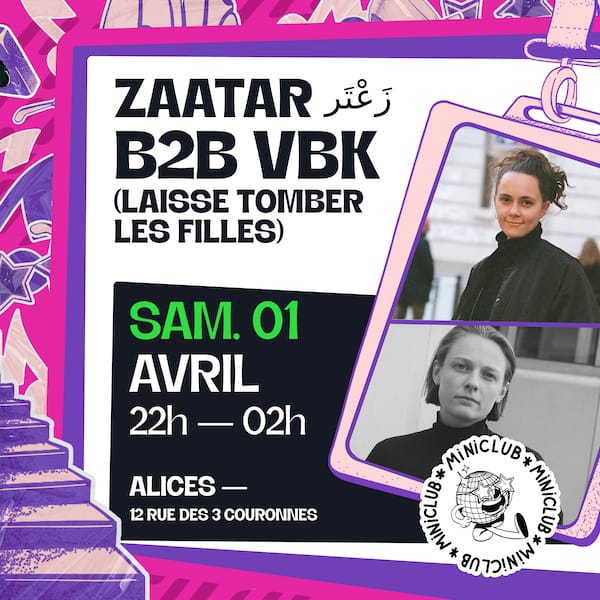 ZAATAR زَعْتَر
B2B VBK
(LAISSE TOMBER
LES FILLES)
SAM. 01
AVRIL
22h — 02h
ALICES —
12 RUE DES 3 COURONNES
MiNiCLUB * MiNiCLUB * MiNiCLUB * MiNiCLUB *